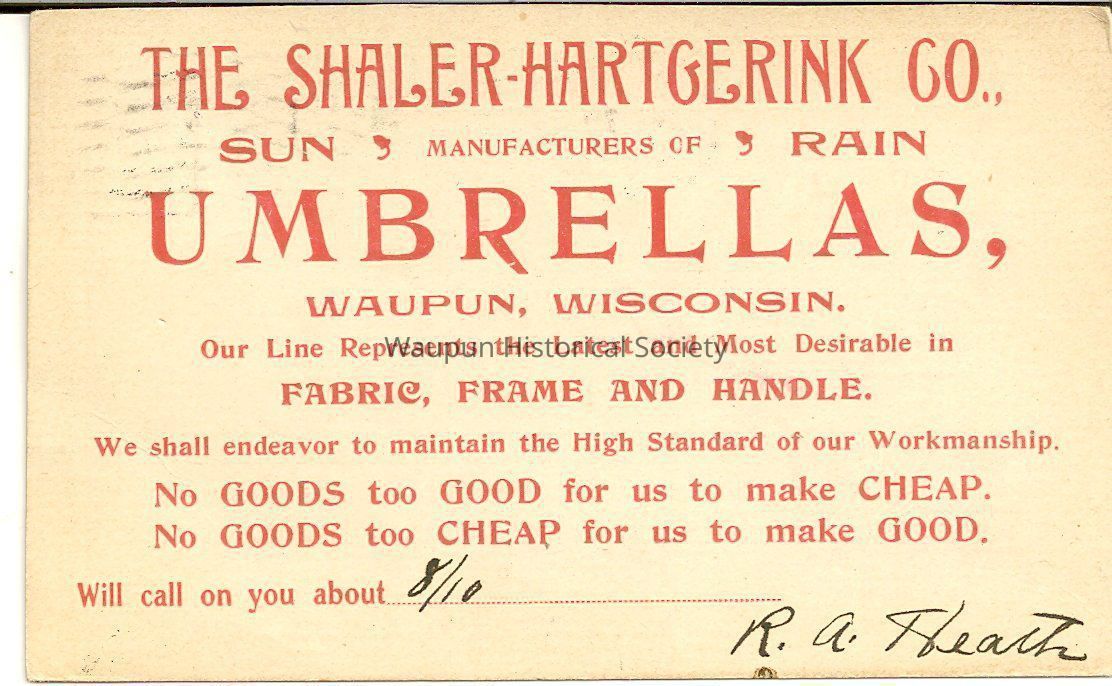 THE SHALER-HARTGERINK CO.,
SUN MANUFACTURERS OF RAIN
UMBRELLAS,
WAUPUN, WISCONSIN.
Our Line Represents the Latest and Most Desirable in
Waupun Historical Society
FABRIC, FRAME AND HANDLE.
We shall endeavor to maintain the High Standard of our Workmanship.
No GOODS too GOOD for us to make CHEAP.
No GOODS too CHEAP for us to make GOOD.
Will call on you about 8/10
R. A. Heath